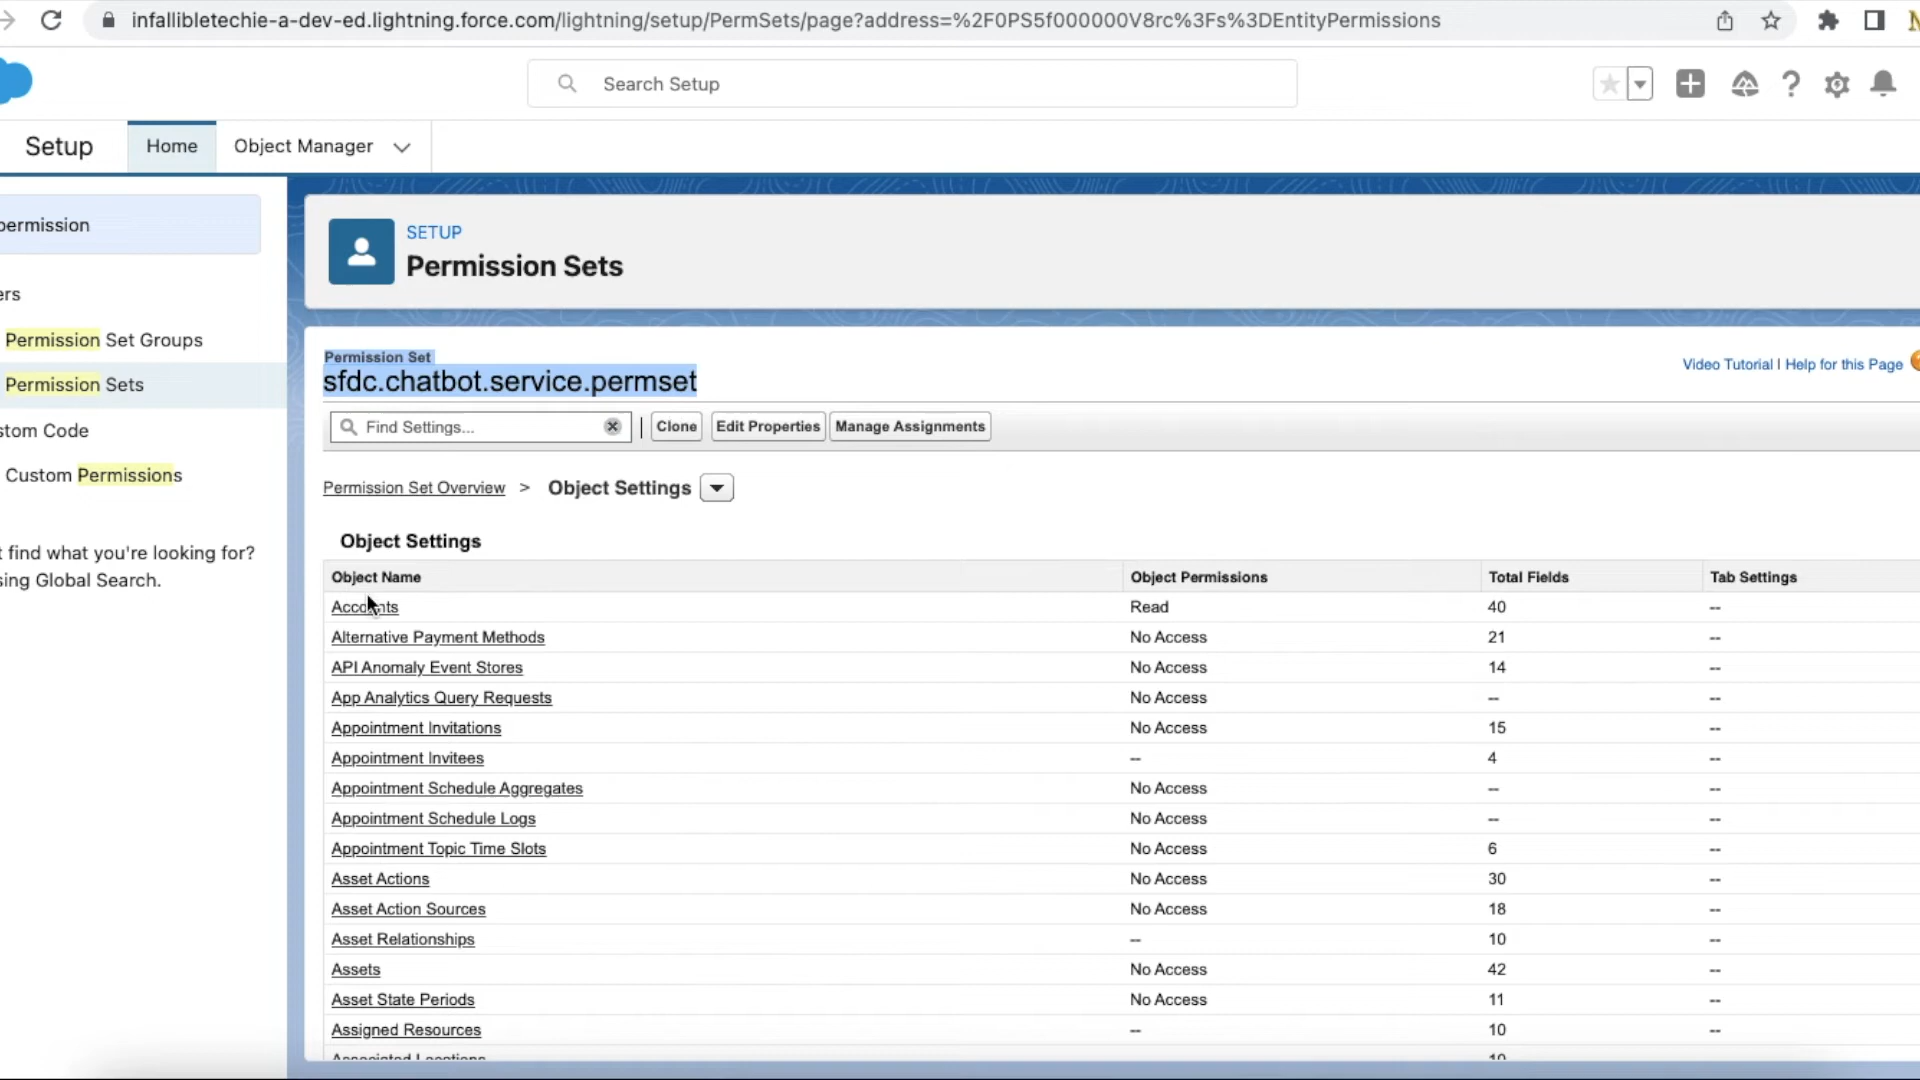 infallibletechie-a-dev-ed.lightning.force.com/lightning/setup/PermSets/page?address=%2F0PS5f000000V8rc%3Fs%3DEntityPermissions
Search Setup
Setup Home Object Manager
permission
ers
Permission Set Groups
Permission Sets
stom Code
Custom Permissions
t find what you're looking for?
sing Global Search.
SETUP
Permission Sets
Permission Set
sfdc.chatbot.service.permset
Video Tutorial | Help for this Page
Find Settings... | Clone Edit Properties Manage Assignments
Permission Set Overview > Object Settings
Object Settings
Object Name Object Permissions Total Fields Tab Settings
Accounts Read 40 --
Alternative Payment Methods No Access 21 --
API Anomaly Event Stores No Access 14 --
App Analytics Query Requests No Access -- --
Appointment Invitations No Access 15 --
Appointment Invitees -- 4 --
Appointment Schedule Aggregates No Access -- --
Appointment Schedule Logs No Access -- --
Appointment Topic Time Slots No Access 6 --
Asset Actions No Access 30 --
Asset Action Sources No Access 18 --
Asset Relationships -- 10 --
Assets No Access 42 --
Asset State Periods No Access 11 --
Assigned Resources -- 10 --
Associated Locations 10